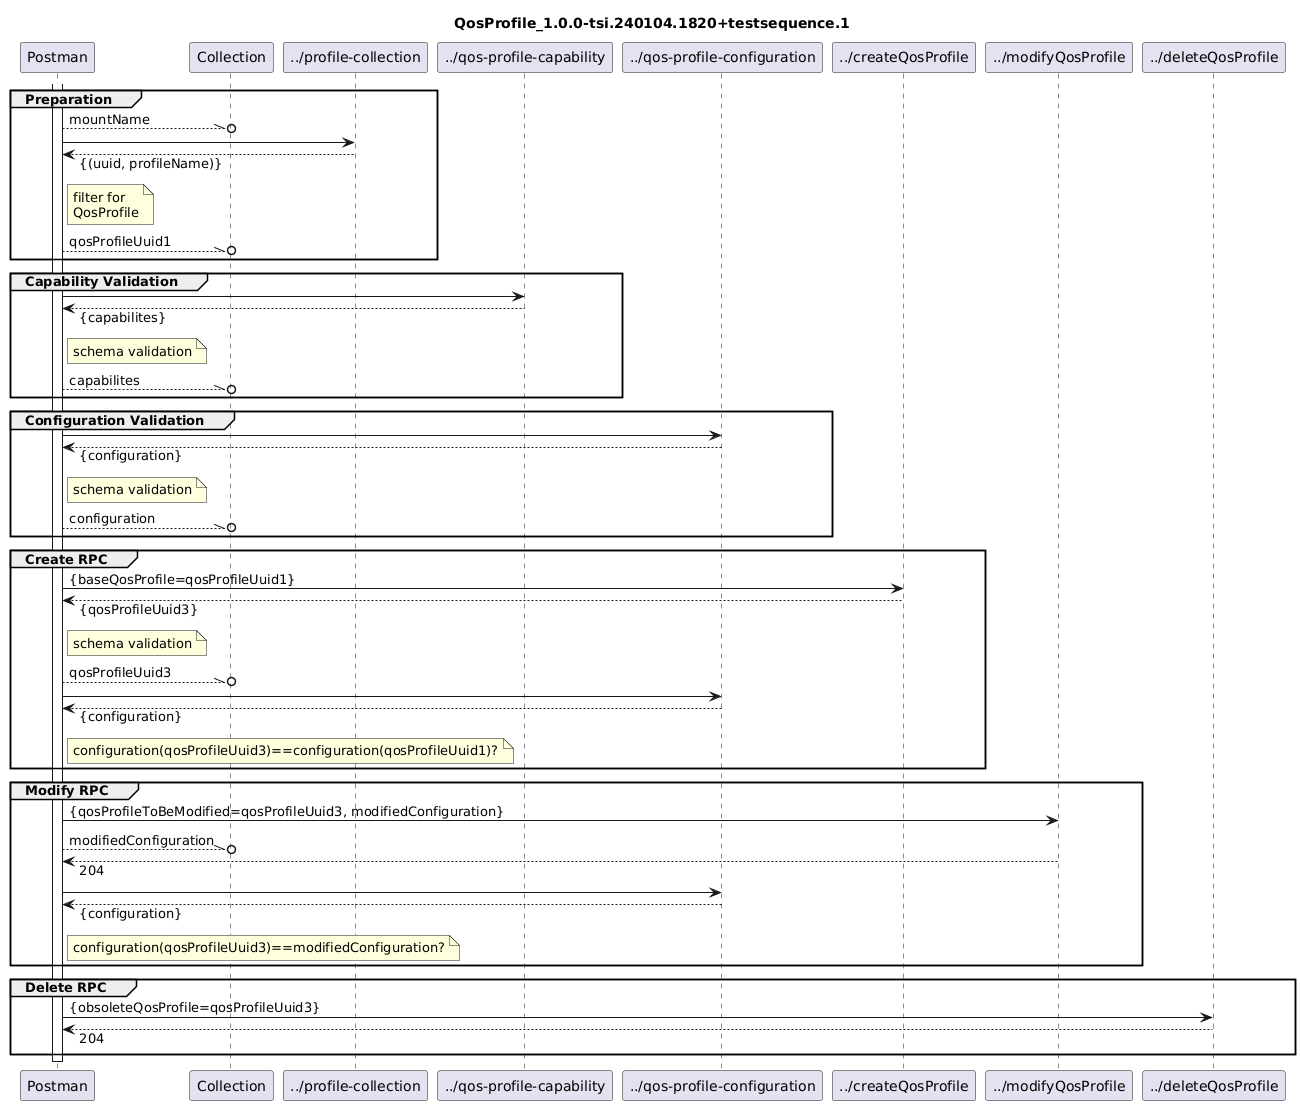 QosProfile_1.0.0-tsi.240104.1820+testsequence.1
Postman
Collection
../profile-collection
../qos-profile-capability
../qos-profile-configuration
../createQosProfile
../modifyQosProfile
../deleteQosProfile
Preparation
mountName
{(uuid, profileName)}
filter for
QosProfile
qosProfileUuid1
Capability Validation
{capabilites}
schema validation
capabilites
Configuration Validation
{configuration}
schema validation
configuration
Create RPC
{baseQosProfile=qosProfileUuid1}
{qosProfileUuid3}
schema validation
qosProfileUuid3
{configuration}
configuration(qosProfileUuid3)==configuration(qosProfileUuid1)?
Modify RPC
{qosProfileToBeModified=qosProfileUuid3, modifiedConfiguration}
modifiedConfiguration
204
{configuration}
configuration(qosProfileUuid3)==modifiedConfiguration?
Delete RPC
{obsoleteQosProfile=qosProfileUuid3}
204
Postman
Collection
../profile-collection
../qos-profile-capability
../qos-profile-configuration
../createQosProfile
../modifyQosProfile
../deleteQosProfile